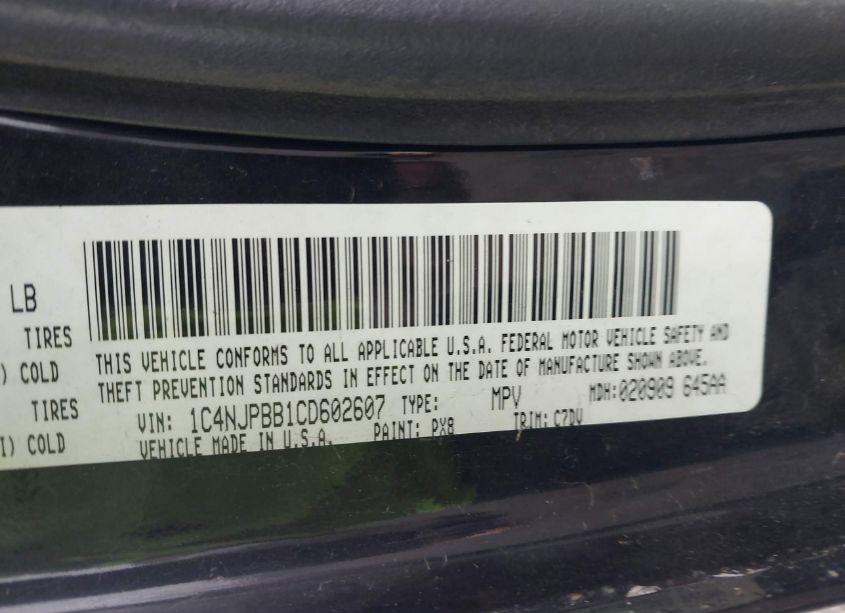 LB
TIRES
) COLD
TIRES
I) COLD
THIS VEHICLE CONFORMS TO ALL APPLICABLE U.S.A. FEDERAL MOTOR VEHICLE SAFETY AND
THEFT PREVENTION STANDARDS IN EFFECT ON THE DATE OF MANUFACTURE SHOWN ABOVE.
VIN: 1C4NJPBB1CD602607 TYPE: MPV MDH:020909 645AA
VEHICLE MADE IN U.S.A. PAINT: PX8 TRIM: C7DV